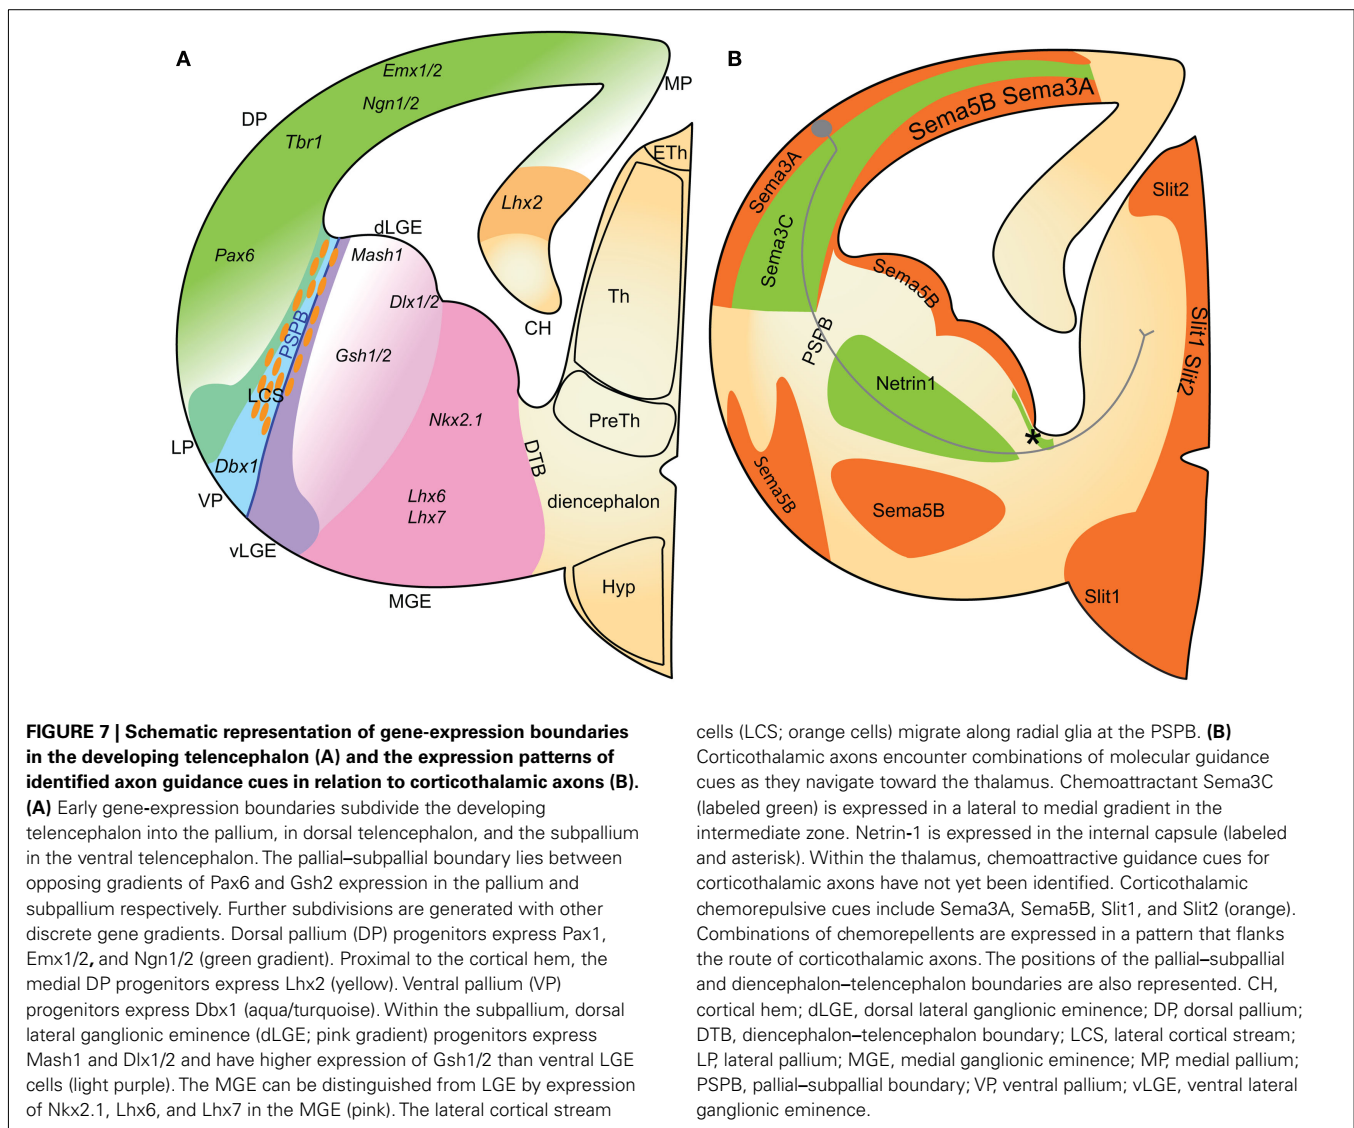 A
Emx1/2
Ngn1/2
MP
DP
Tbr1
ETh
Lhx2
dLGE
Mash1
Pax6
Dlx1/2
Th
PSPB
CH
Gsh1/2
LCS
PreTh
Nkx2.1
LP
DTB
Dbx1
VP
Lhx6
Lhx7
diencephalon
vLGE
MGE
Hyp
B
Sema5B Sema3A
Sema3A
Slit2
Sema3C
Sema5B
PSPB
Slit1 Slit2
Netrin1
*
Sema5B
Sema5B
Slit1
FIGURE 7 | Schematic representation of gene-expression boundaries
in the developing telencephalon (A) and the expression patterns of
identified axon guidance cues in relation to corticothalamic axons (B).
(A) Early gene-expression boundaries subdivide the developing
telencephalon into the pallium, in dorsal telencephalon, and the subpallium
in the ventral telencephalon. The pallial–subpallial boundary lies between
opposing gradients of Pax6 and Gsh2 expression in the pallium and
subpallium respectively. Further subdivisions are generated with other
discrete gene gradients. Dorsal pallium (DP) progenitors express Pax1,
Emx1/2, and Ngn1/2 (green gradient). Proximal to the cortical hem, the
medial DP progenitors express Lhx2 (yellow). Ventral pallium (VP)
progenitors express Dbx1 (aqua/turquoise). Within the subpallium, dorsal
lateral ganglionic eminence (dLGE; pink gradient) progenitors express
Mash1 and Dlx1/2 and have higher expression of Gsh1/2 than ventral LGE
cells (light purple). The MGE can be distinguished from LGE by expression
of Nkx2.1, Lhx6, and Lhx7 in the MGE (pink). The lateral cortical stream
cells (LCS; orange cells) migrate along radial glia at the PSPB. (B)
Corticothalamic axons encounter combinations of molecular guidance
cues as they navigate toward the thalamus. Chemoattractant Sema3C
(labeled green) is expressed in a lateral to medial gradient in the
intermediate zone. Netrin-1 is expressed in the internal capsule (labeled
and asterisk). Within the thalamus, chemoattractive guidance cues for
corticothalamic axons have not yet been identified. Corticothalamic
chemorepulsive cues include Sema3A, Sema5B, Slit1, and Slit2 (orange).
Combinations of chemorepellents are expressed in a pattern that flanks
the route of corticothalamic axons. The positions of the pallial–subpallial
and diencephalon–telencephalon boundaries are also represented. CH,
cortical hem; dLGE, dorsal lateral ganglionic eminence; DP, dorsal pallium;
DTB, diencephalon–telencephalon boundary; LCS, lateral cortical stream;
LP, lateral pallium; MGE, medial ganglionic eminence; MP, medial pallium;
PSPB, pallial–subpallial boundary; VP, ventral pallium; vLGE, ventral lateral
ganglionic eminence.